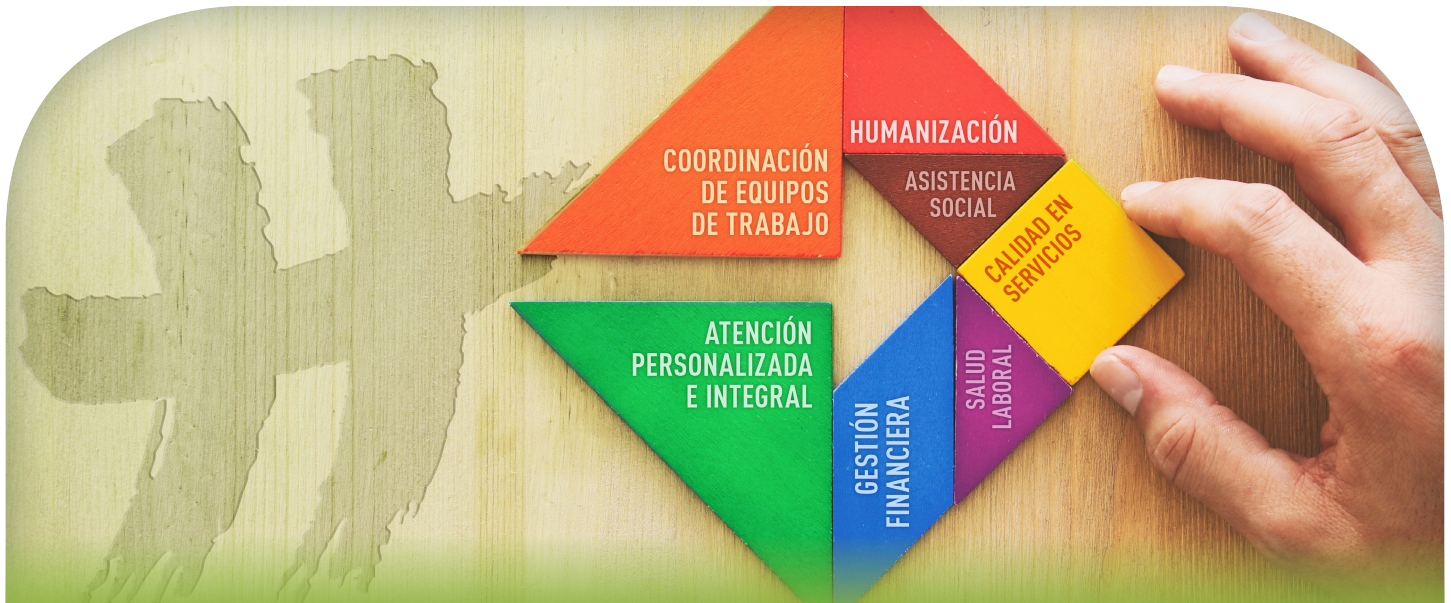 HUMANIZACIÓN
COORDINACIÓN
DE EQUIPOS
DE TRABAJO
ASISTENCIA
SOCIAL
CALIDAD EN
SERVICIOS
ATENCIÓN
PERSONALIZADA
E INTEGRAL
SALUD
LABORAL
GESTIÓN
FINANCIERA